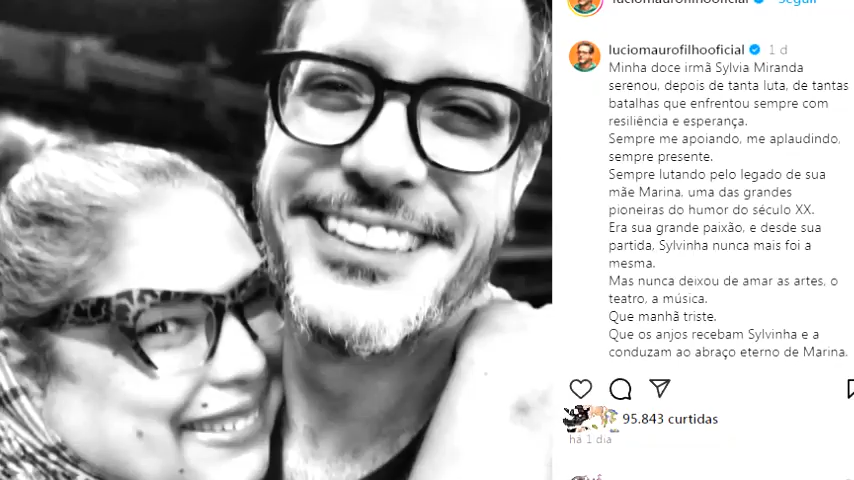 luciomaurofilhooficial Seguir
luciomaurofilhooficial 1 d
Minha doce irmã Sylvia Miranda
serenou, depois de tanta luta, de tantas
batalhas que enfrentou sempre com
resiliência e esperança.
Sempre me apoiando, me aplaudindo,
sempre presente.
Sempre lutando pelo legado de sua
mãe Marina, uma das grandes
pioneiras do humor do século XX.
Era sua grande paixão, e desde sua
partida, Sylvinha nunca mais foi a
mesma.
Mas nunca deixou de amar as artes, o
teatro, a música.
Que manhã triste.
Que os anjos recebam Sylvinha e a
conduzam ao abraço eterno de Marina.
95.843 curtidas
há 1 dia